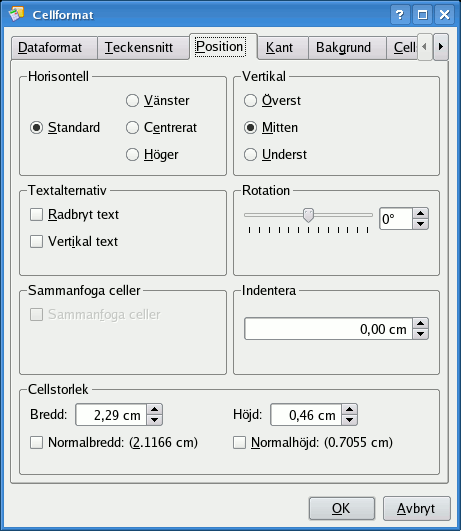 Cellformat
Dataformat Teckensnitt Position Kant Bakgrund
Horisontell
Vänster
Standard
Centrerat
Höger
Vertikal
Överst
Mitten
Underst
Textalternativ
Radbryt text
Vertikal text
Rotation
0°
Sammanfoga celler
Sammanfoga celler
Indentera
0,00 cm
Cellstorlek
Bredd: 2,29 cm Höjd: 0,46 cm
Normalbredd: (2.1166 cm) Normalhöjd: (0.7055 cm)
OK Avbryt